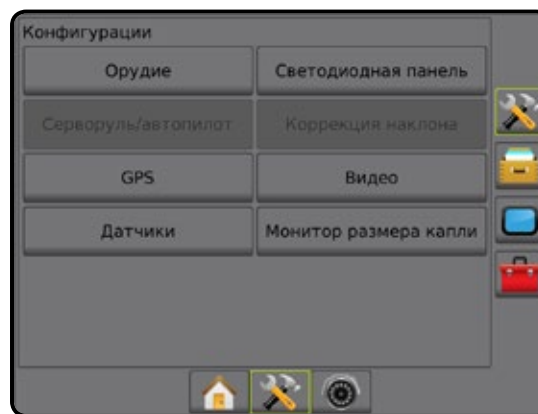 Конфигурации
Орудие
Светодиодная панель
Серворуль/автопилот
Коррекция наклона
GPS
Видео
Датчики
Монитор размера капли